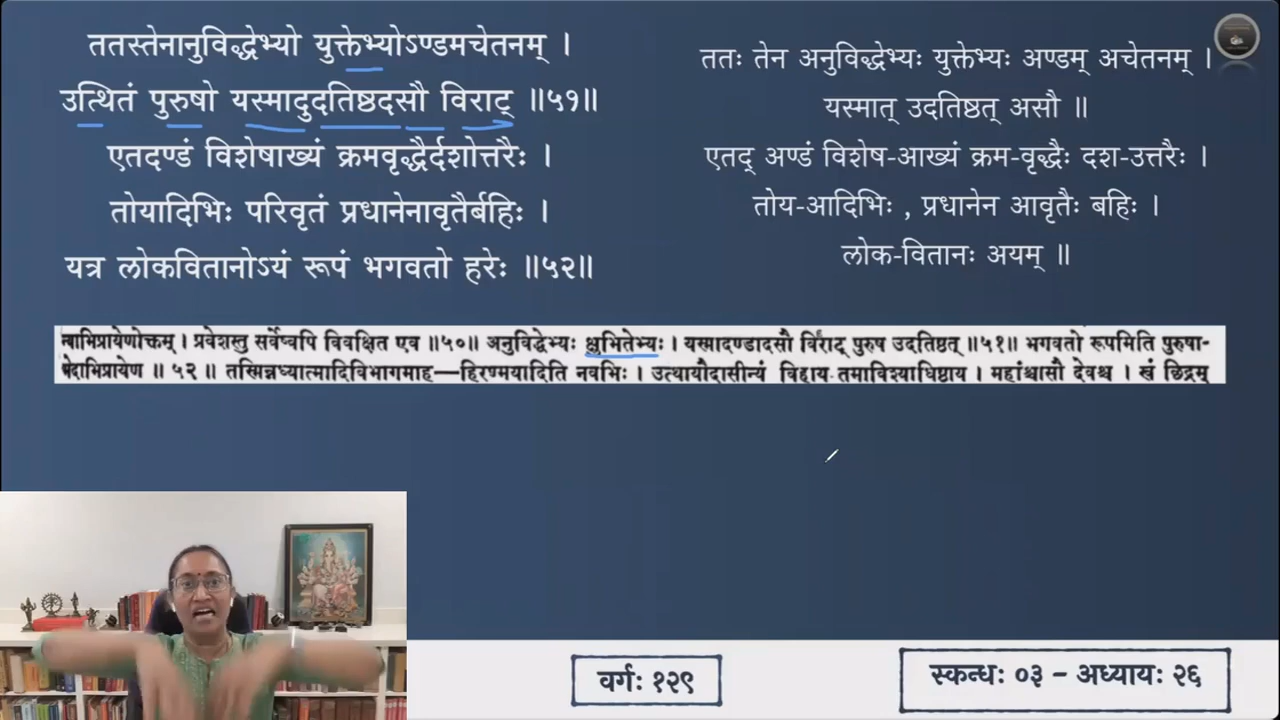 ततस्तेनानुविद्धेभ्यो युक्तेभ्योऽण्डमचेतनम् ।
उत्थितं पुरुषो यस्मादुदतिष्ठदसौ विराट् ॥५१॥
एतदण्डं विशेषाख्यं क्रमवृद्धैर्दशोत्तरैः ।
तोयादिभिः परिवृतं प्रधानेनावृतैर्बहिः ।
यत्र लोकवितानोऽयं रूपं भगवतो हरेः ॥५२॥
ततः तेन अनुविद्धेभ्यः युक्तेभ्यः अण्डम् अचेतनम् ।
यस्मात् उदतिष्ठत् असौ ॥
एतद् अण्डं विशेष-आख्यं क्रम-वृद्धैः दश-उत्तरैः ।
तोय-आदिभिः , प्रधानेन आवृतैः बहिः ।
लोक-वितानः अयम् ॥
त्वाभिप्रायेणोक्तम् । प्रवेशस्तु सर्वेष्वपि विवक्षित एव ॥५०॥ अनुविद्धेभ्यः क्षुभितेभ्यः । यस्मादण्डादसौ विराट् पुरुष उदतिष्ठत् ॥५१॥ भगवतो रूपमिति पुरुषा-
भेदाभिप्रायेण ॥ ५२ ॥ तस्मिन्नध्यात्मादिविभागमाह—हिरण्मयादिति नवभिः । उत्थायौदासीन्यं विहाय तमाविश्याधिष्ठाय । महांश्चासौ देवश्च । खं छिद्रम्
वर्गः १२९
स्कन्धः ०३ – अध्यायः २६